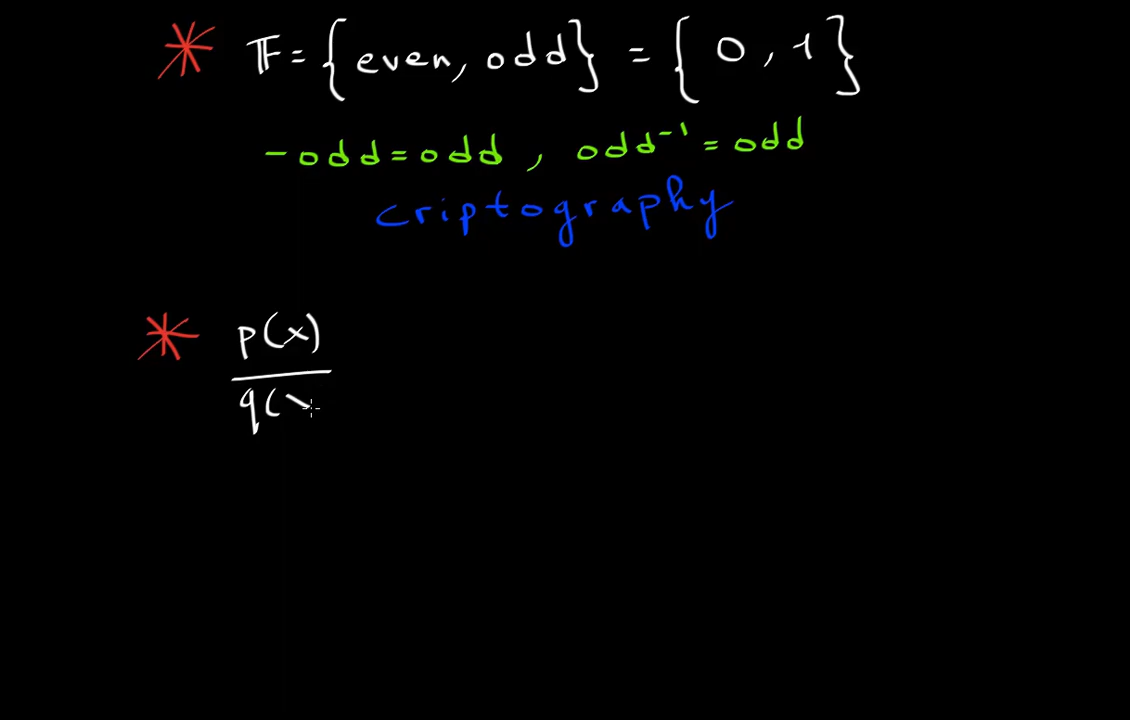 * 𝔽 = {even, odd} = {0, 1}
-odd = odd, odd⁻¹ = odd
criptography
* p(x)
q(